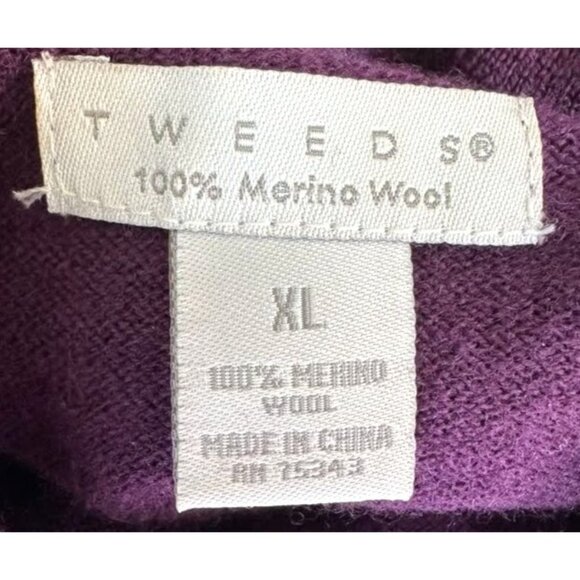 TWEEDS®
100% Merino Wool
XL
100% MERINO
WOOL
MADE IN CHINA
RN 75343